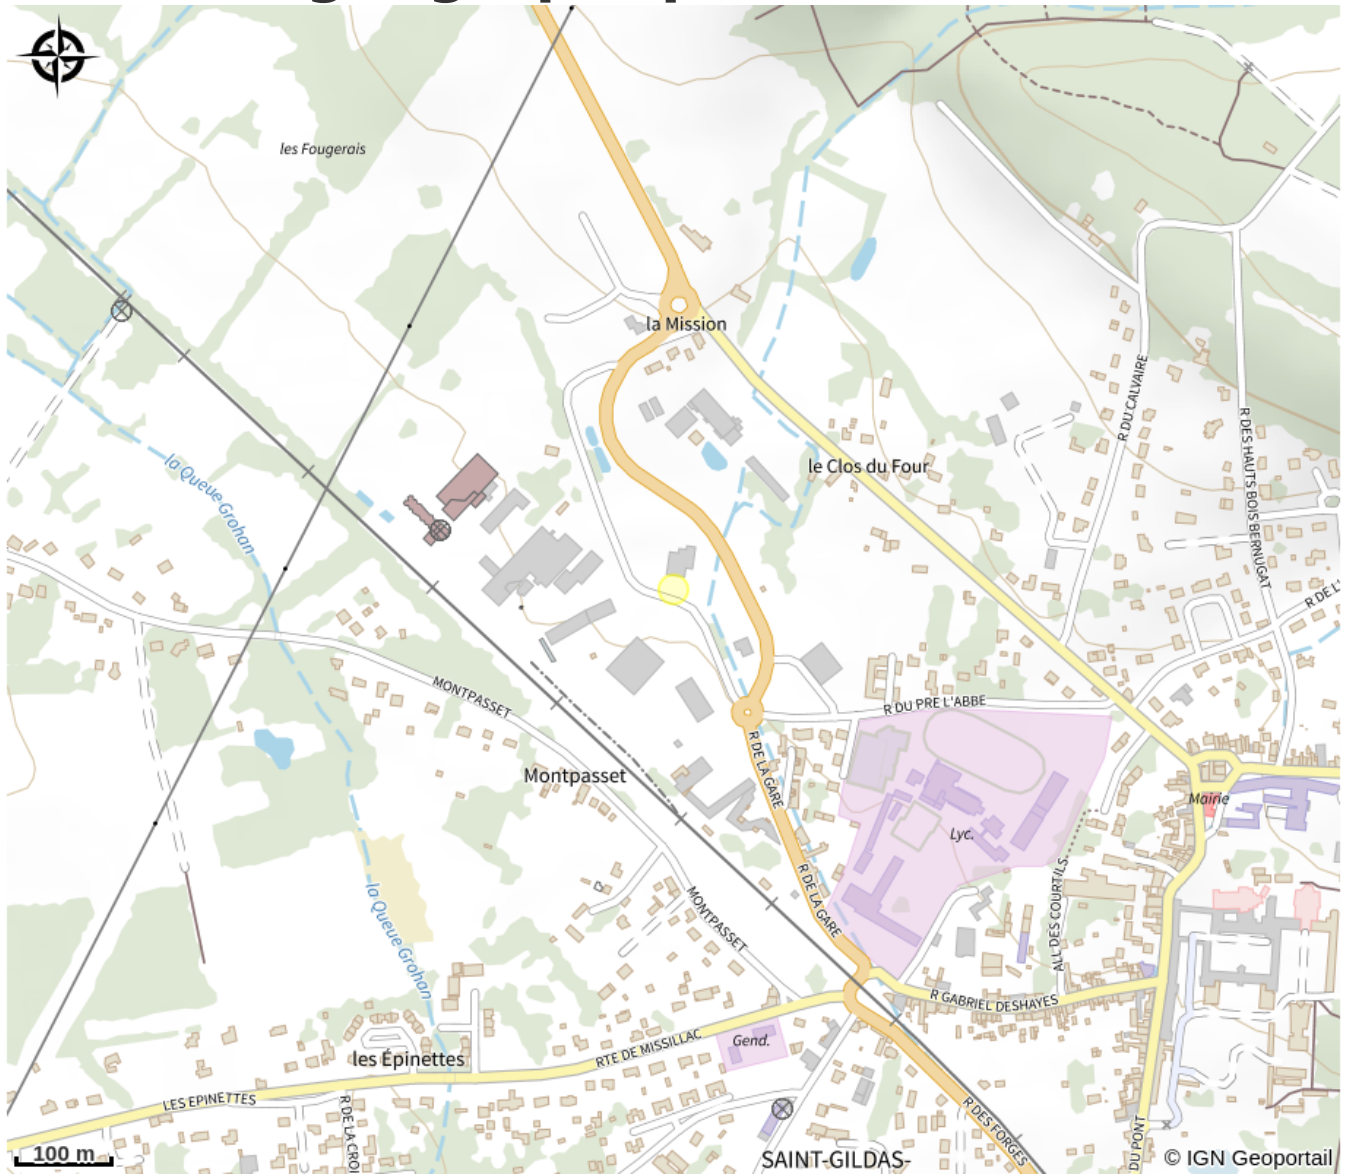 les Fougerais
la Mission
R DU CALVAIRE
R DES HAUTS BOIS BERNUGAT
le Clos du Four
la Queue Grohan
R DE L'
MONTPASSET
R DU PRE L'ABBE
R DE LA GARE
Montpasset
Mairie
Lyc.
R DE LA GARE
ALL DES COURTILS
MONTPASSET
la Queue Grohan
R GABRIEL DESHAYES
RTE DE MISSILLAC
Gend.
les Épinettes
LES EPINETTES
R DE LA CROI
R DES FORGES
DU PONT
100 m
SAINT-GILDAS-
© IGN Geoportail